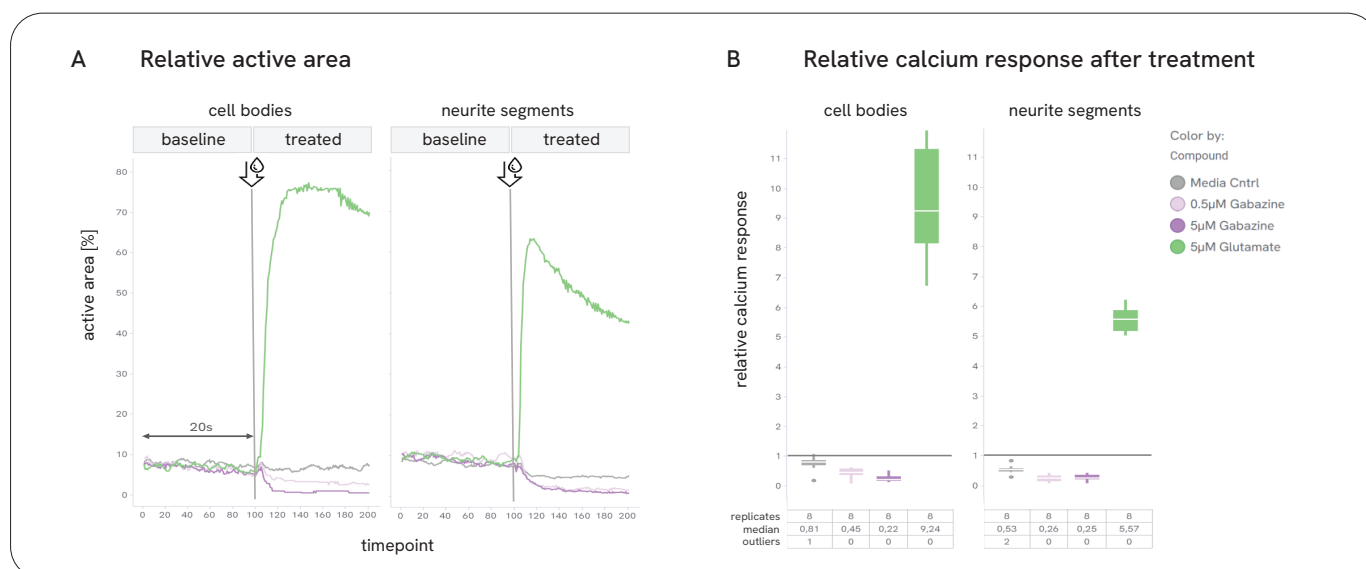 A Relative active area
cell bodies
neurite segments
baseline treated
baseline treated
active area [%]
80
70
60
50
40
30
20
10
0
20s
0 20 40 60 80 100 120 140 160 180 200
0 20 40 60 80 100 120 140 160 180 200
timepoint
B Relative calcium response after treatment
cell bodies
neurite segments
relative calcium response
11
10
9
8
7
6
5
4
3
2
1
0
11
10
9
8
7
6
5
4
3
2
1
0
replicates 8 8 8 8
median 0,81 0,45 0,22 9,24
outliers 1 0 0 0
8 8 8 8
0,53 0,26 0,25 5,57
2 0 0 0
Color by:
Compound
Media Cntrl
0.5µM Gabazine
5µM Gabazine
5µM Glutamate